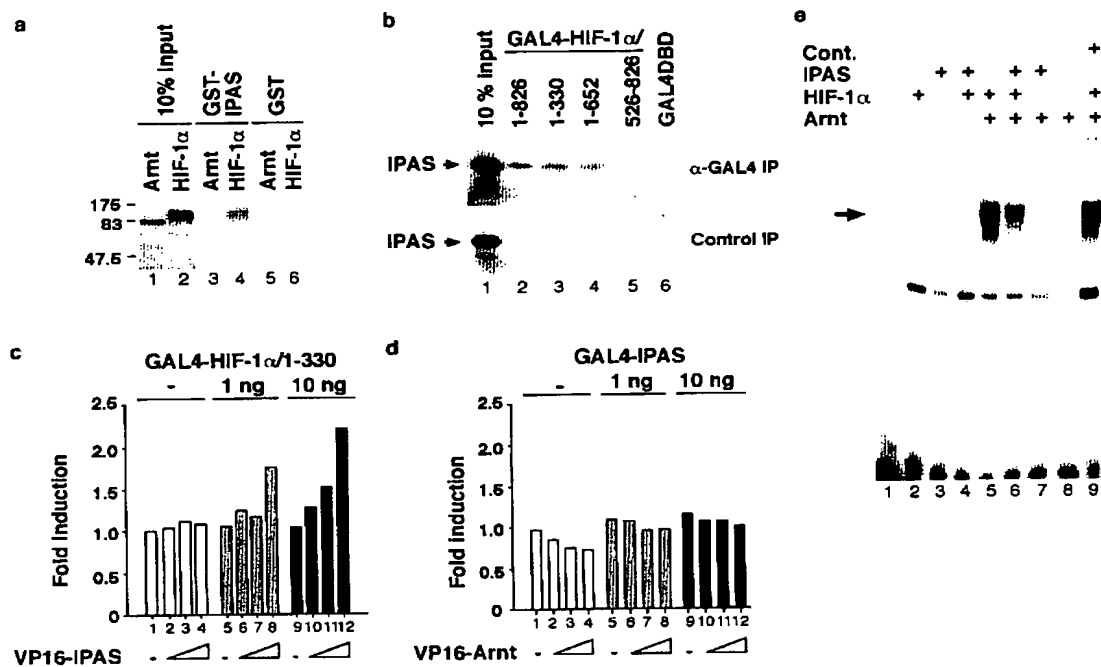 a
10% Input
GST-
IPAS
GST
Arnt
HIF-1α
Arnt
HIF-1α
Arnt
HIF-1α
175
83
47.5
1 2 3 4 5 6
b
GAL4-HIF-1α/
10 % Input
1-826
1-330
1-652
526-826
GAL4DBD
IPAS
α-GAL4 IP
IPAS
Control IP
1 2 3 4 5 6
e
Cont. +
IPAS + + + +
HIF-1α + + + + +
Arnt + + + + +
1 2 3 4 5 6 7 8 9
c
GAL4-HIF-1α/1-330
- 1 ng 10 ng
2.5
2.0
1.5
1.0
0.5
0
Fold Induction
1 2 3 4 5 6 7 8 9 10 11 12
VP16-IPAS - - -
d
GAL4-IPAS
- 1 ng 10 ng
2.5
2.0
1.5
1.0
0.5
0
Fold Induction
1 2 3 4 5 6 7 8 9 10 11 12
VP16-Arnt - - -